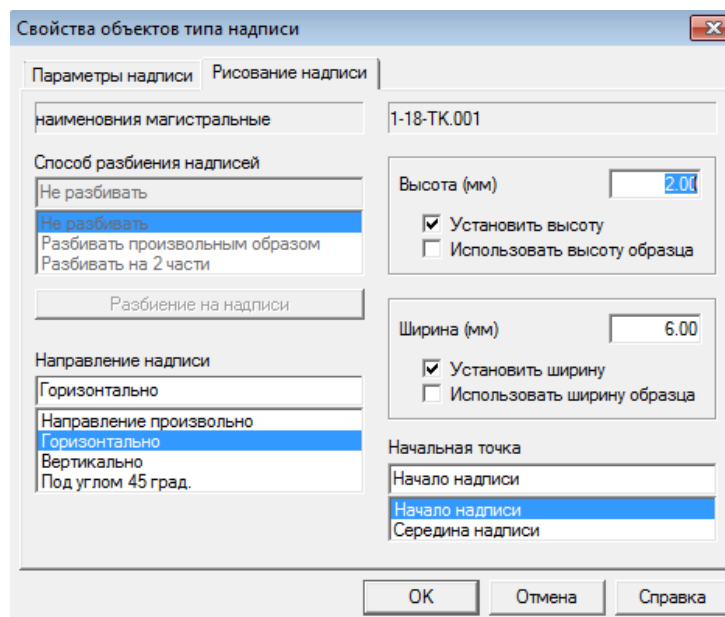 Свойства объектов типа надписи
Параметры надписи
Рисование надписи
наименовния магистральные
1-18-ТК.001
Способ разбиения надписей
Не разбивать
Не разбивать
Разбивать произвольным образом
Разбивать на 2 части
Разбиение на надписи
Направление надписи
Горизонтально
Направление произвольно
Горизонтально
Вертикально
Под углом 45 град.
Высота (мм)
2.00
Установить высоту
Использовать высоту образца
Ширина (мм)
6.00
Установить ширину
Использовать ширину образца
Начальная точка
Начало надписи
Начало надписи
Середина надписи
OK
Отмена
Справка